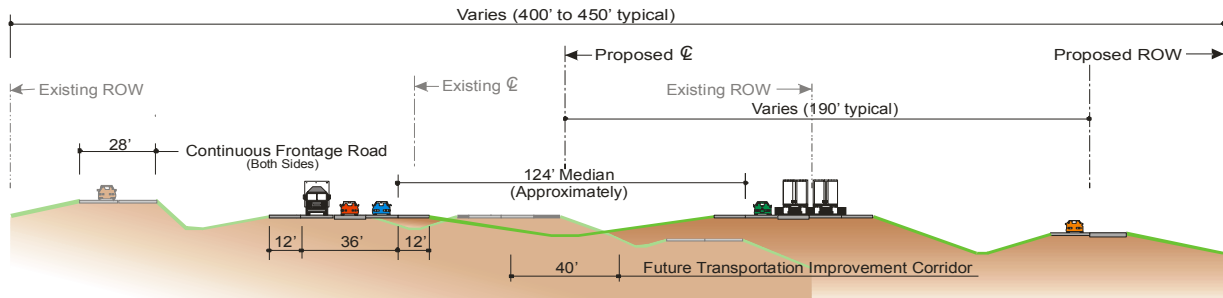 Varies (400' to 450' typical)
Proposed ℄
Proposed ROW
Existing ROW
Existing ℄
Existing ROW
Varies (190' typical)
28'
Continuous Frontage Road
(Both Sides)
124' Median
(Approximately)
12'
36'
12'
40'
Future Transportation Improvement Corridor